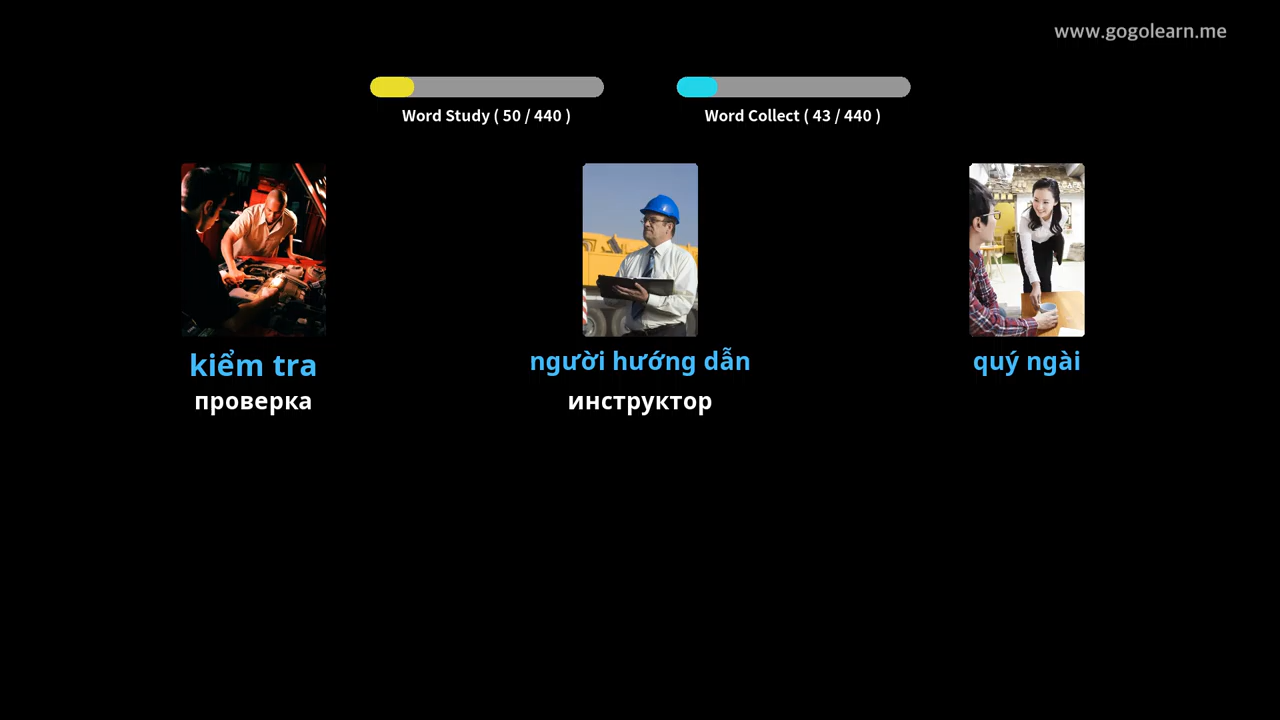 www.gogolearn.me
Word Study ( 50 / 440 )
Word Collect ( 43 / 440 )
kiểm tra
проверка
người hướng dẫn
инструктор
quý ngài